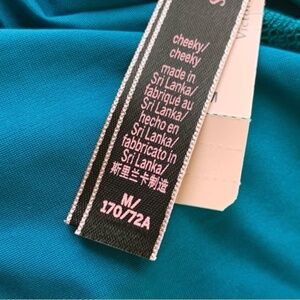 cheeky/
cheeky
made in
Sri Lanka/
fabriqué au
Sri Lanka/
hecho en
Sri Lanka/
fabbricato in
Sri Lanka/
斯里兰卡制造
M/
170/72A
M